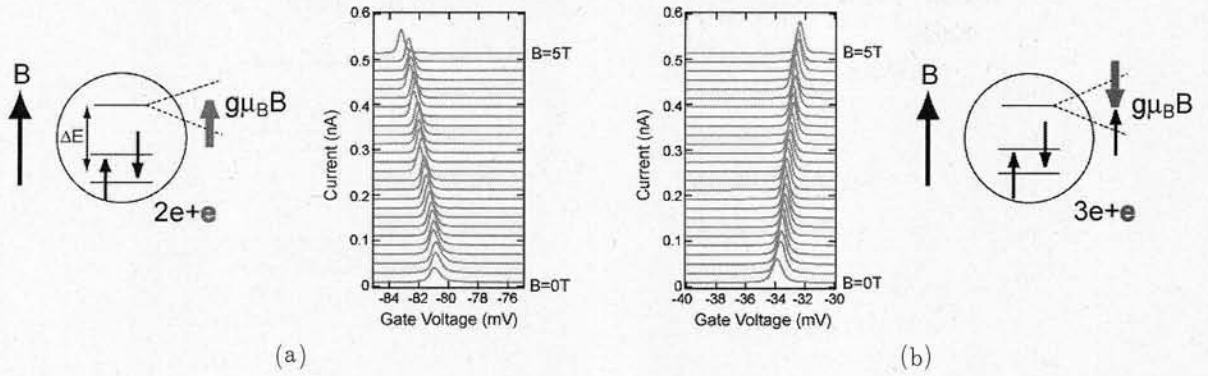 B
ΔE
gμ_BB
2e+e
Current (nA)
0.6
0.5
0.4
0.3
0.2
0.1
0
B=5T
B=0T
-84 -82 -80 -78 -76
Gate Voltage (mV)
(a)
Current (nA)
0.6
0.5
0.4
0.3
0.2
0.1
0
B=5T
B=0T
-40 -38 -36 -34 -32 -30
Gate Voltage (mV)
B
gμ_BB
3e+e
(b)